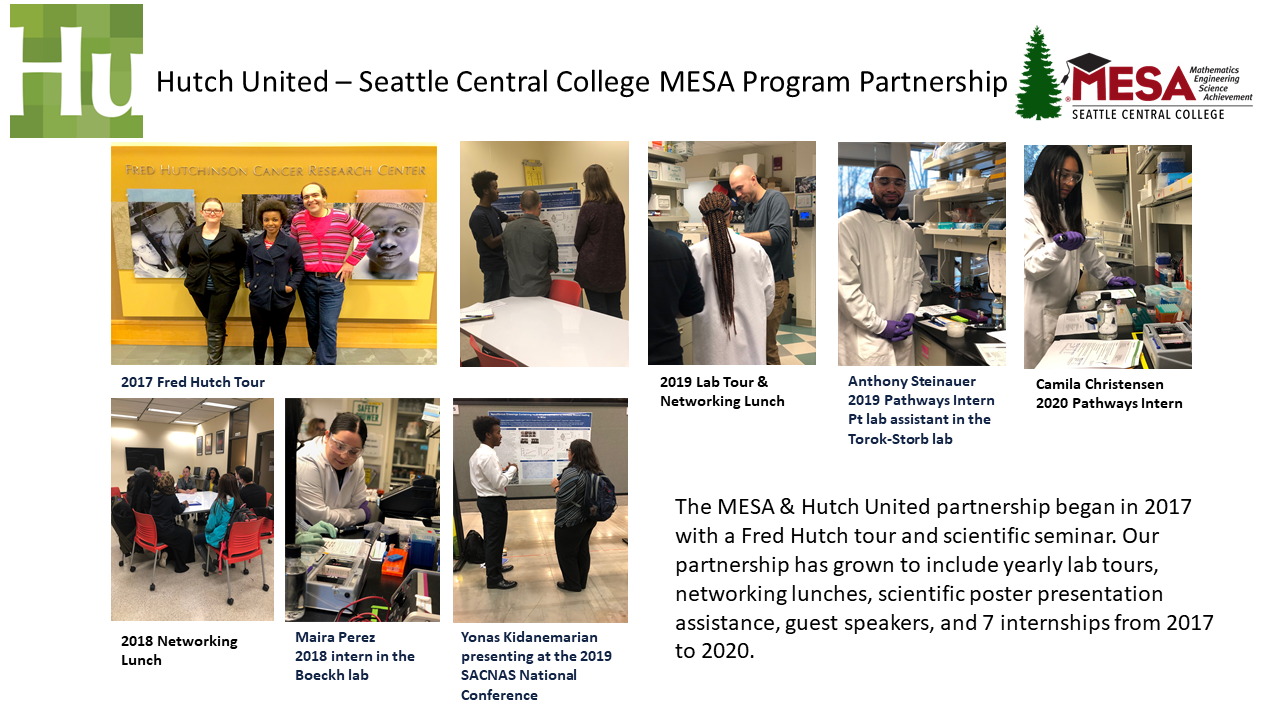 Hu
Hutch United – Seattle Central College MESA Program Partnership
MESA
Mathematics
Engineering
Science
Achievement
®
SEATTLE CENTRAL COLLEGE
FRED HUTCHINSON CANCER RESEARCH CENTER
2017 Fred Hutch Tour
2019 Lab Tour &
Networking Lunch
Anthony Steinauer
2019 Pathways Intern
Pt lab assistant in the
Torok-Storb lab
Camila Christensen
2020 Pathways Intern
SAFETY
SHOWER
2018 Networking
Lunch
Maira Perez
2018 intern in the
Boeckh lab
Yonas Kidanemarian
presenting at the 2019
SACNAS National
Conference
The MESA & Hutch United partnership began in 2017
with a Fred Hutch tour and scientific seminar. Our
partnership has grown to include yearly lab tours,
networking lunches, scientific poster presentation
assistance, guest speakers, and 7 internships from 2017
to 2020.